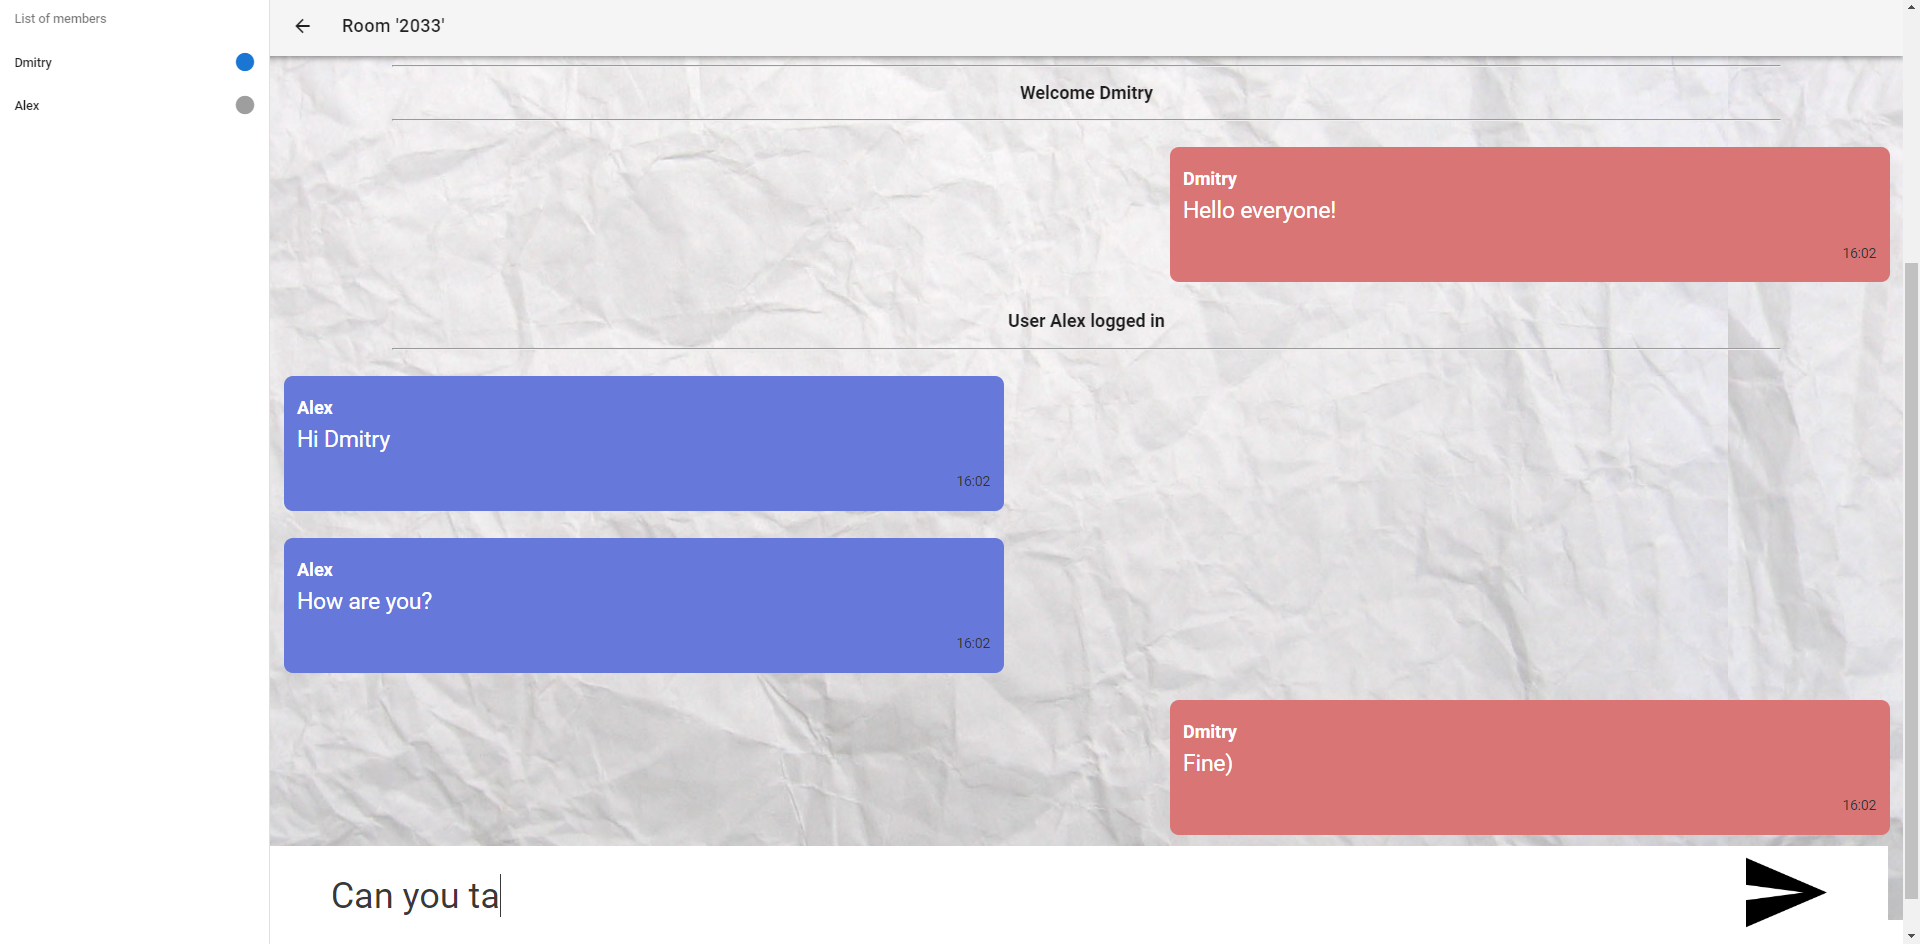 List of members
Dmitry
Alex
Room '2033'
Welcome Dmitry
Dmitry
Hello everyone!
16:02
User Alex logged in
Alex
Hi Dmitry
16:02
Alex
How are you?
16:02
Dmitry
Fine)
16:02
Can you ta